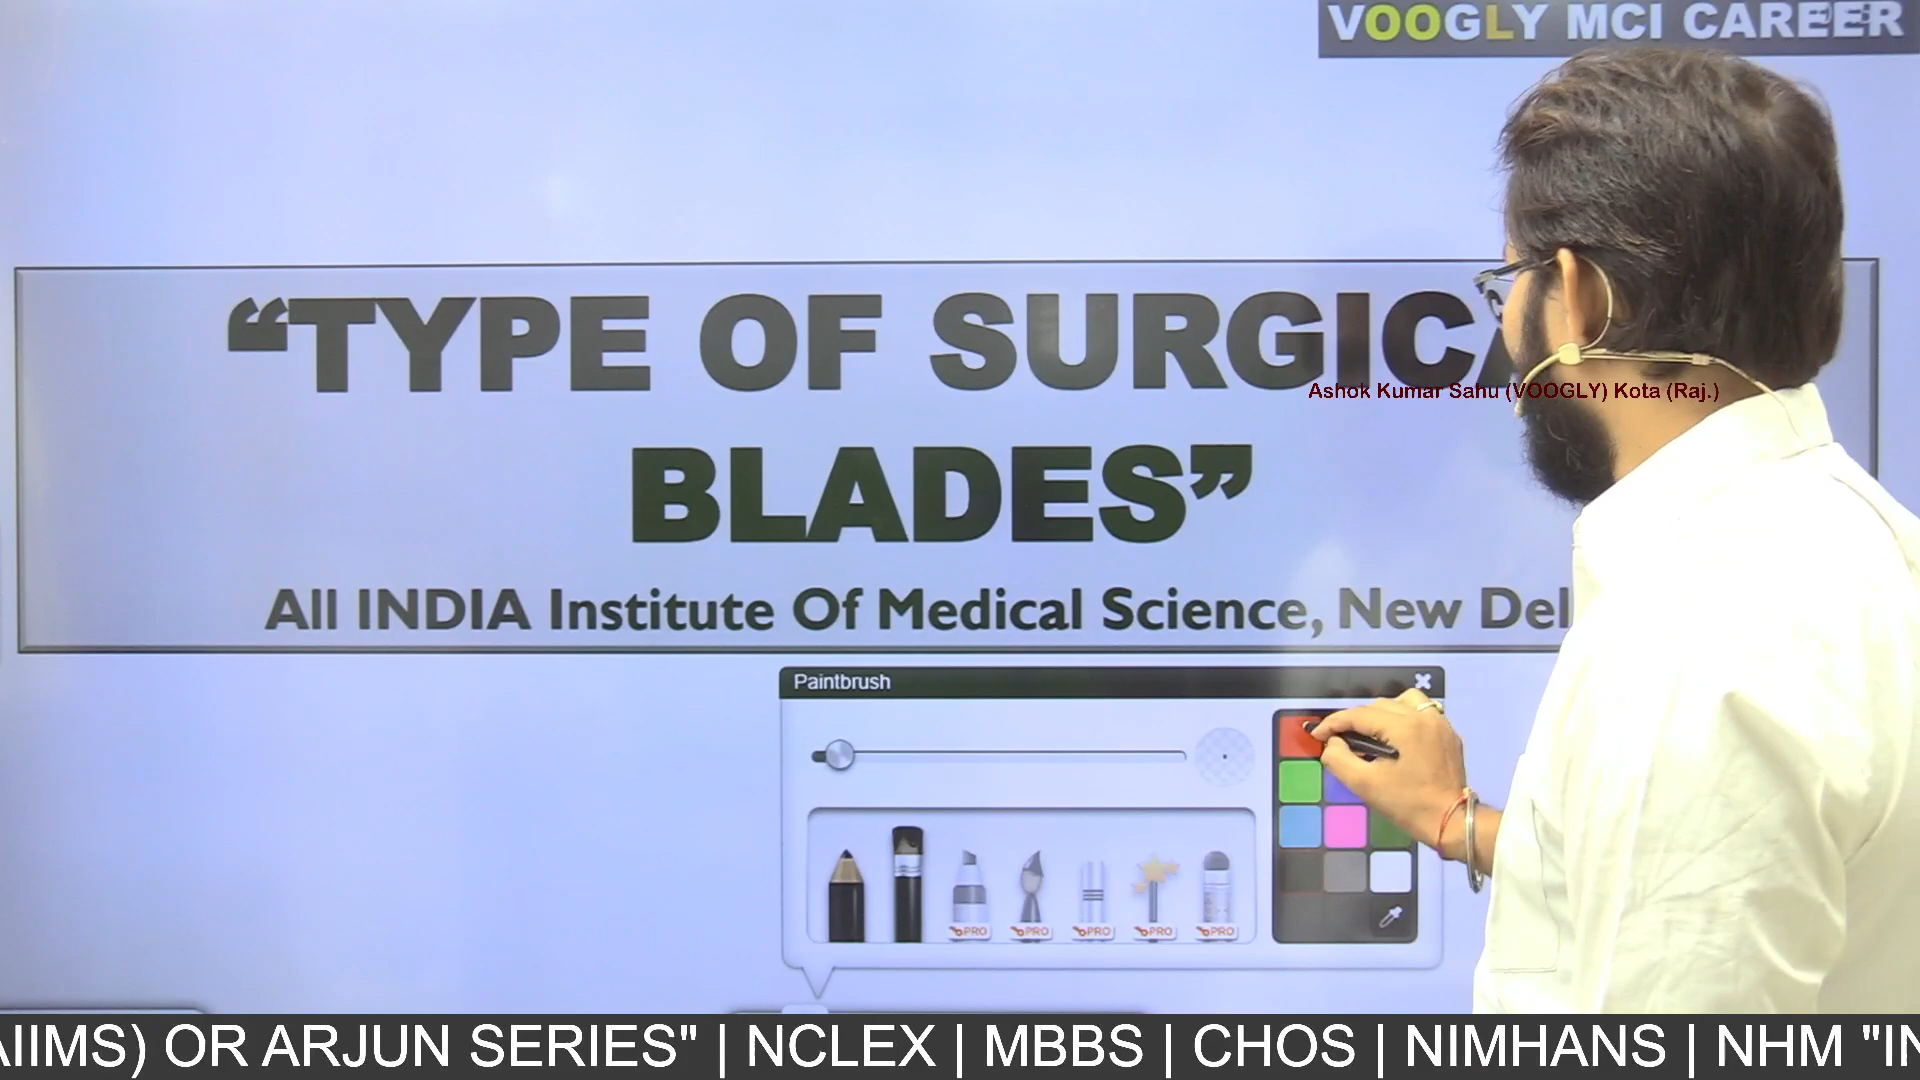 VOOGLY MCI CAREER
“TYPE OF SURGICA
Ashok Kumar Sahu (VOOGLY) Kota (Raj.)
BLADES”
All INDIA Institute Of Medical Science, New Del
Paintbrush
PRO PRO PRO PRO PRO
AIIMS) OR ARJUN SERIES" | NCLEX | MBBS | CHOS | NIMHANS | NHM "IN